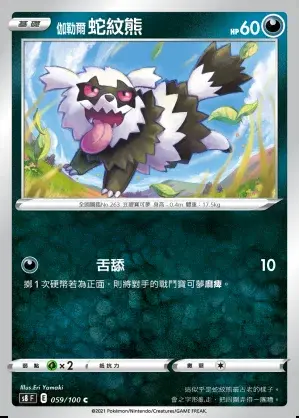 基礎 伽勒爾 蛇紋熊 HP60
全國圖鑑No.263 豆狸寶可夢 身高：0.4m 體重：17.5kg
舌舔 10
擲1次硬幣若為正面，則將對手的戰鬥寶可夢麻痺。
弱點 ×2 抵抗力 撤退
Illus.Eri Yamaki
S8 F E 059/100 C
©2021 Pokémon/Nintendo/Creatures/GAME FREAK.